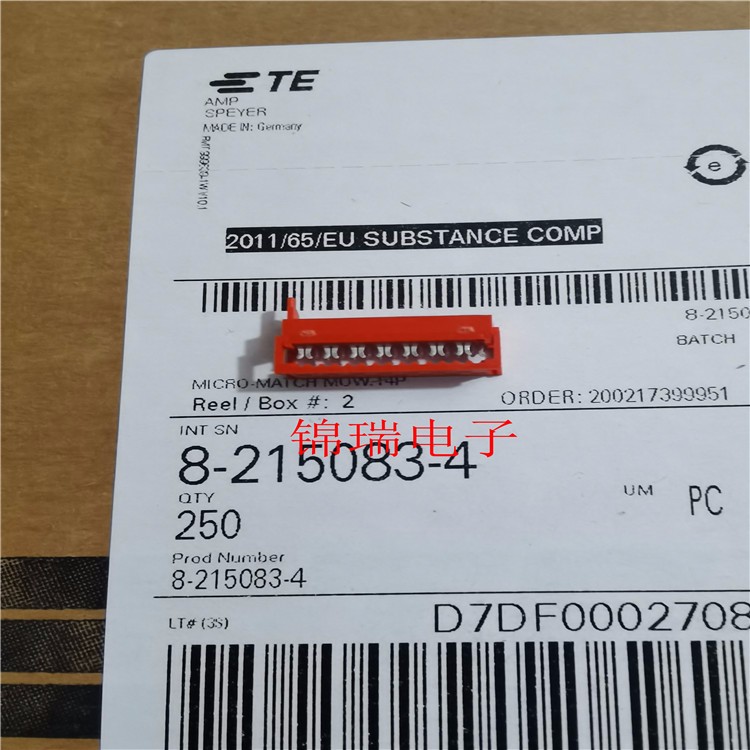 TE
AMP
SPEYER
MADE IN: Germany
e
2011/65/EU SUBSTANCE COMP
8-2150
BATCH
MICRO-MATCH MOW.14P
Reel / Box #: 2
ORDER: 200217399951
INT SN
锦瑞电子
8-215083-4
QTY
UM
PC
250
Prod Number
8-215083-4
LT# (3S)
D7DF0002708